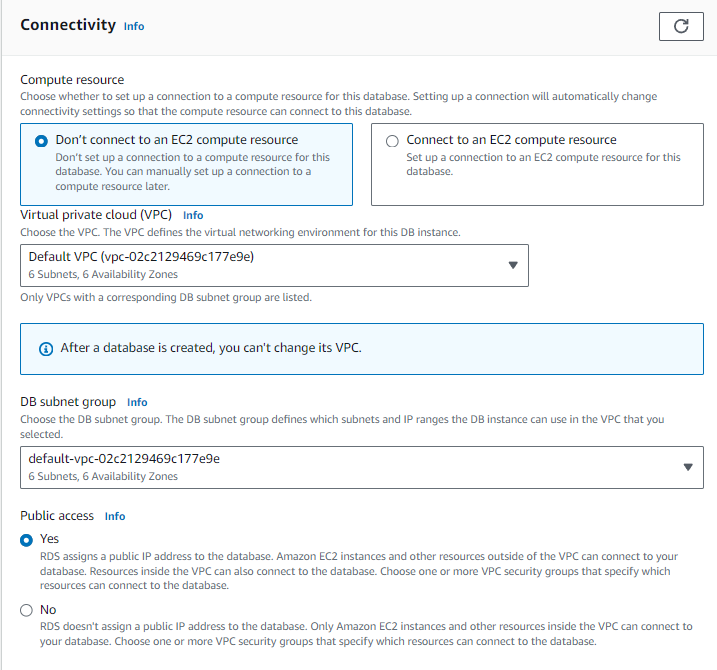 Connectivity Info
Compute resource
Choose whether to set up a connection to a compute resource for this database. Setting up a connection will automatically change
connectivity settings so that the compute resource can connect to this database.
Don't connect to an EC2 compute resource
Don't set up a connection to a compute resource for this
database. You can manually set up a connection to a
compute resource later.
Connect to an EC2 compute resource
Set up a connection to an EC2 compute resource for this
database.
Virtual private cloud (VPC) Info
Choose the VPC. The VPC defines the virtual networking environment for this DB instance.
Default VPC (vpc-02c2129469c177e9e)
6 Subnets, 6 Availability Zones
Only VPCs with a corresponding DB subnet group are listed.
After a database is created, you can't change its VPC.
DB subnet group Info
Choose the DB subnet group. The DB subnet group defines which subnets and IP ranges the DB instance can use in the VPC that you
selected.
default-vpc-02c2129469c177e9e
6 Subnets, 6 Availability Zones
Public access Info
Yes
RDS assigns a public IP address to the database. Amazon EC2 instances and other resources outside of the VPC can connect to your
database. Resources inside the VPC can also connect to the database. Choose one or more VPC security groups that specify which
resources can connect to the database.
No
RDS doesn't assign a public IP address to the database. Only Amazon EC2 instances and other resources inside the VPC can connect to
your database. Choose one or more VPC security groups that specify which resources can connect to the database.